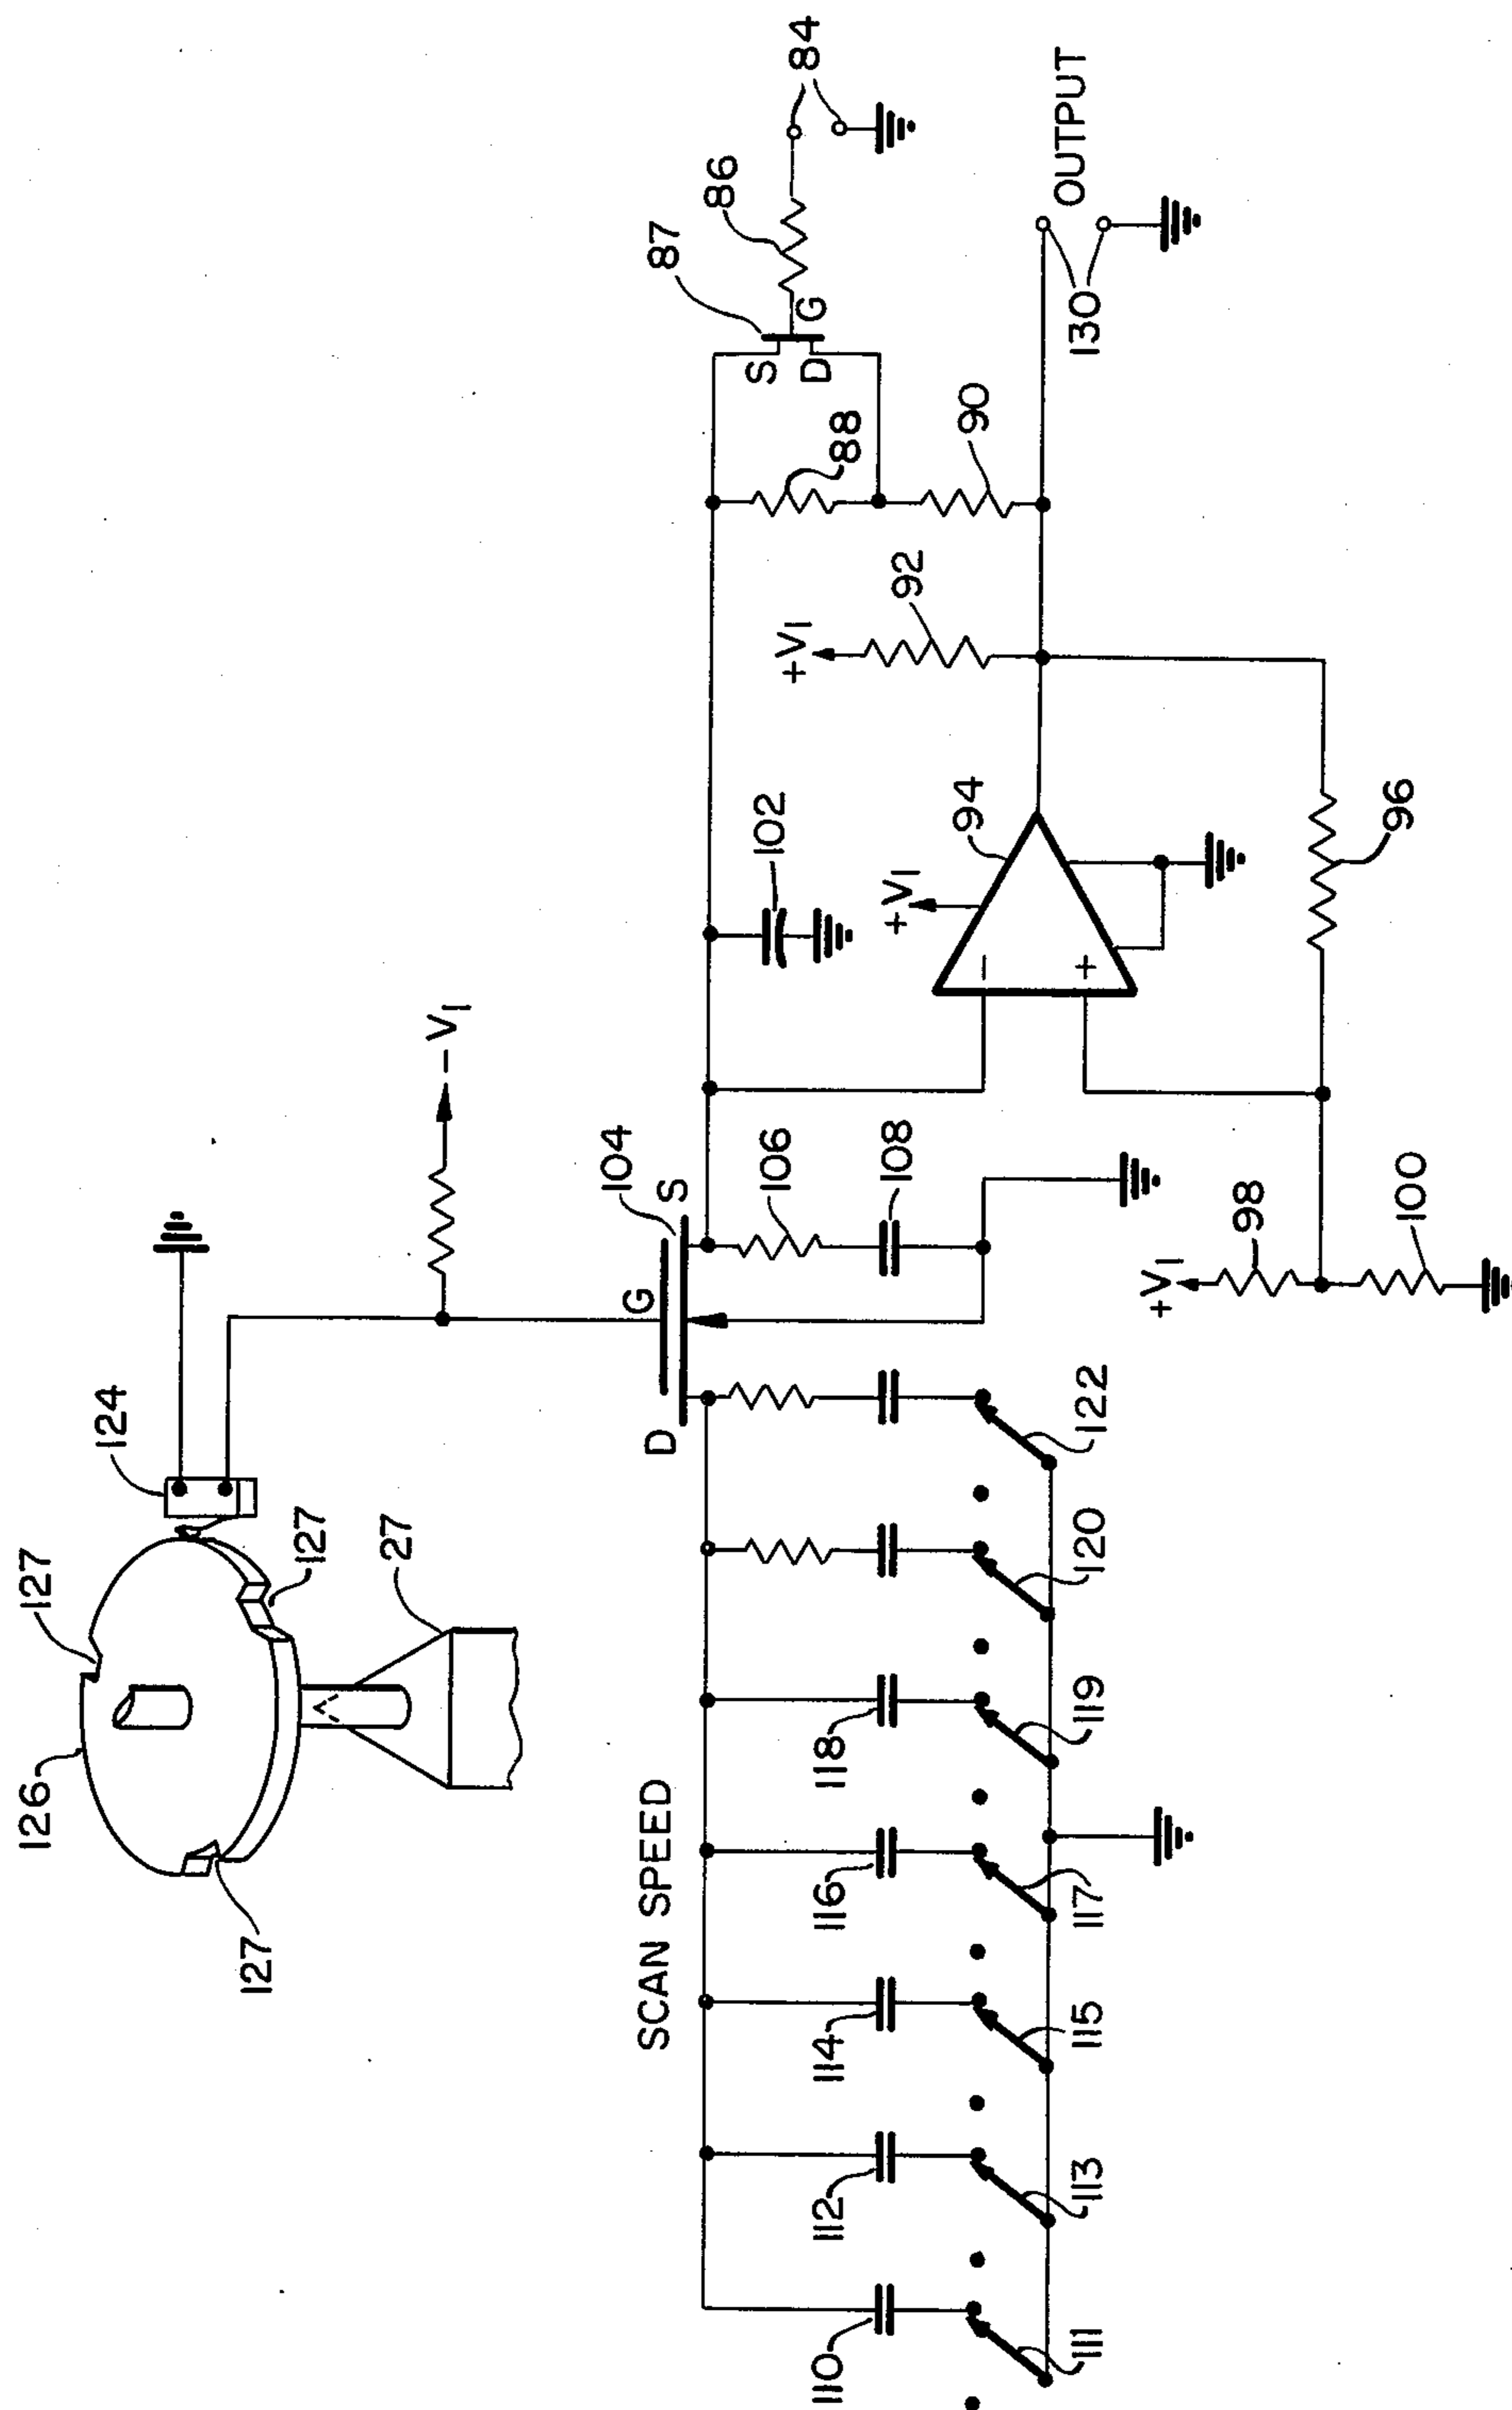 126
127
127
127
27
124
-V1
104
G
D
S
106
108
102
+V1
92
88
90
87
S
D
G
86
84
OUTPUT
130
+V1
94
−
+
96
+V1
98
100
SCAN SPEED
110
112
114
116
118
111
113
115
117
119
120
122